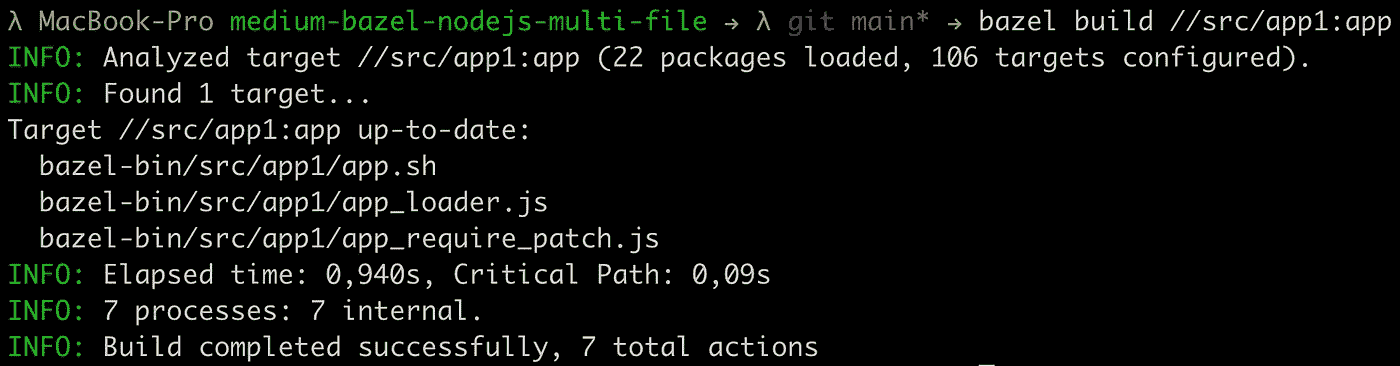 λ MacBook-Pro medium-bazel-nodejs-multi-file → λ git main* → bazel build //src/app1:app
INFO: Analyzed target //src/app1:app (22 packages loaded, 106 targets configured).
INFO: Found 1 target...
Target //src/app1:app up-to-date:
  bazel-bin/src/app1/app.sh
  bazel-bin/src/app1/app_loader.js
  bazel-bin/src/app1/app_require_patch.js
INFO: Elapsed time: 0,940s, Critical Path: 0,09s
INFO: 7 processes: 7 internal.
INFO: Build completed successfully, 7 total actions